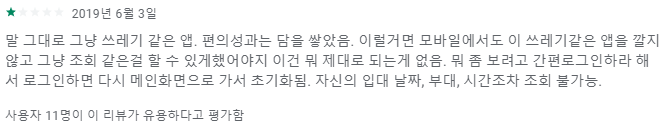 2019년 6월 3일
말 그대로 그냥 쓰레기 같은 앱. 편의성과는 담을 쌓았음. 이럴거면 모바일에서도 이 쓰레기같은 앱을 깔지
않고 그냥 조회 같은걸 할 수 있게했어야지 이건 뭐 제대로 되는게 없음. 뭐 좀 보려고 간편로그인하라 해
서 로그인하면 다시 메인화면으로 가서 초기화됨. 자신의 입대 날짜, 부대, 시간조차 조회 불가능.
사용자 11명이 이 리뷰가 유용하다고 평가함